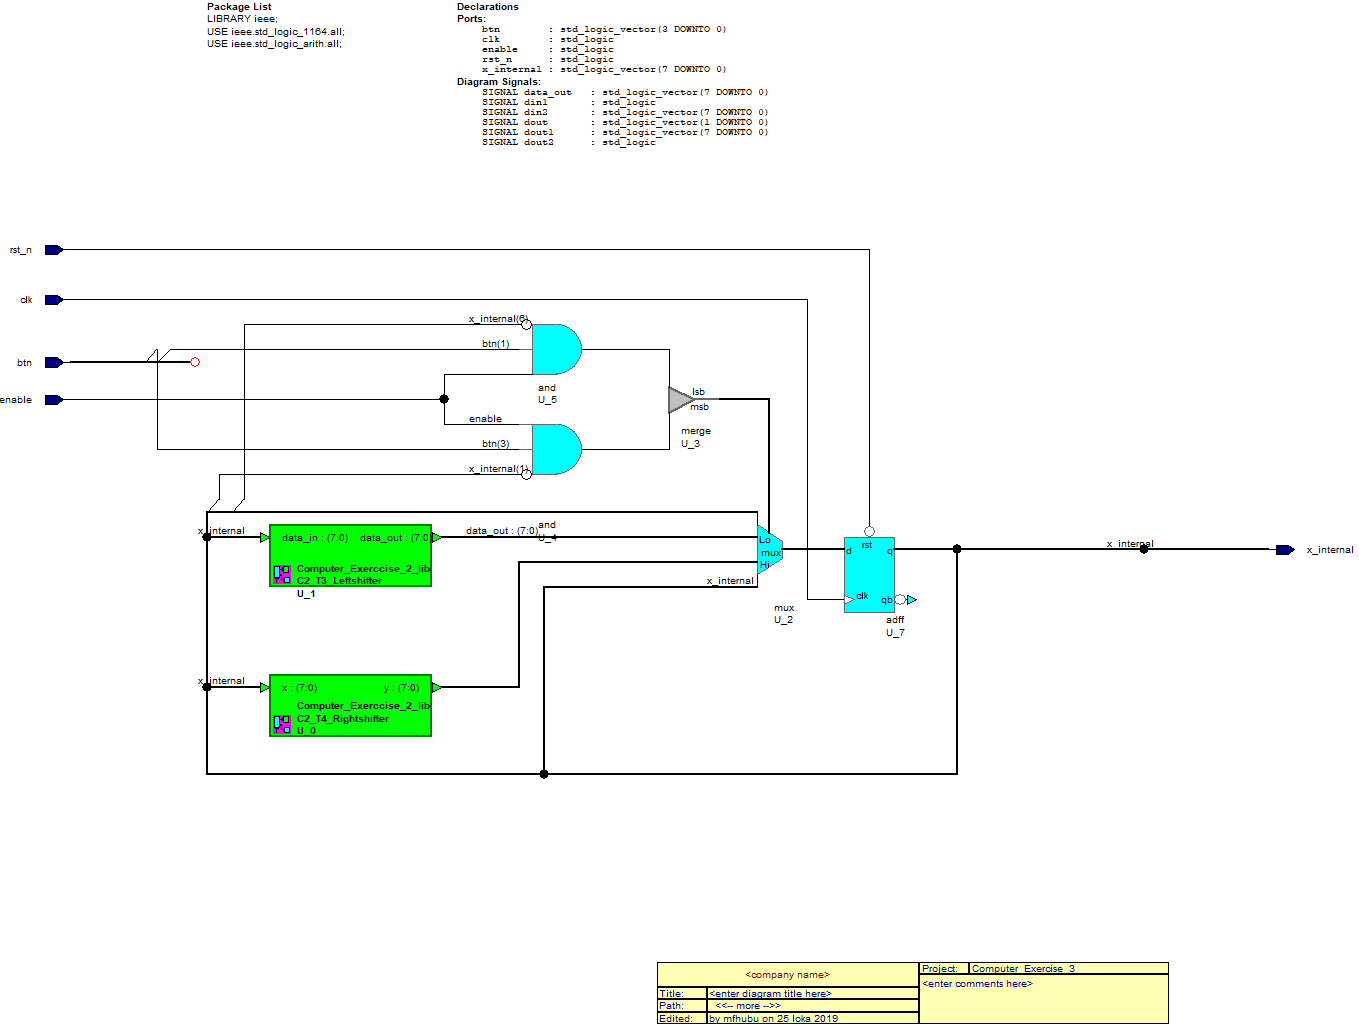 Package List
LIBRARY ieee;
USE ieee.std_logic_1164.all;
USE ieee.std_logic_arith.all;
Declarations
Ports:
btn : std_logic_vector(3 DOWNTO 0)
clk : std_logic
enable : std_logic
rst_n : std_logic
x_internal : std_logic_vector(7 DOWNTO 0)
Diagram Signals:
SIGNAL data_out : std_logic_vector(7 DOWNTO 0)
SIGNAL din1 : std_logic
SIGNAL din2 : std_logic_vector(7 DOWNTO 0)
SIGNAL dout : std_logic_vector(1 DOWNTO 0)
SIGNAL dout1 : std_logic_vector(7 DOWNTO 0)
SIGNAL dout2 : std_logic
rst_n
clk
x_internal(6)
btn(1)
btn
enable
and
U_5
lsb
msb
merge
U_3
enable
btn(3)
x_internal(1)
and
U_4
x_internal
data_in : (7:0) data_out : (7:0
data_out : (7:0)
Computer_Exerccise_2_lib
C2_T3_Leftshifter
U_1
Lo
mux
Hi
x_internal
mux
U_2
rst
d
q
clk
qb
adff
U_7
x_internal
x_internal
x_internal
x : (7:0) y : (7:0)
Computer_Exerccise_2_lib
C2_T4_Rightshifter
U_0
<company name>
Title: <enter diagram title here>
Path: <<-- more -->>
Edited: by mfhubu on 25 loka 2019
Project: Computer_Exercise_3
<enter comments here>